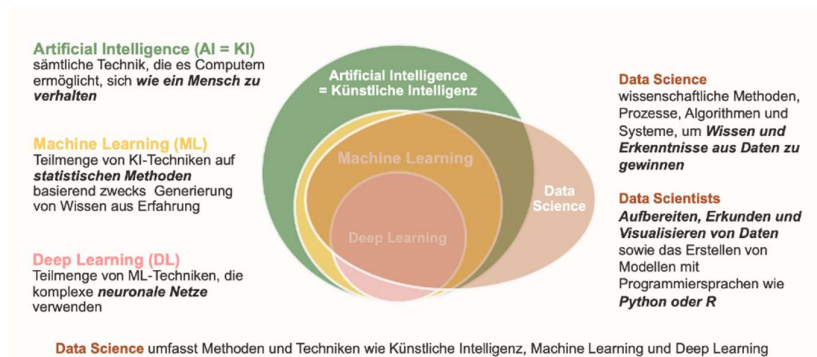 Artificial Intelligence (AI = KI)
sämtliche Technik, die es Computern
ermöglicht, sich wie ein Mensch zu
verhalten
Machine Learning (ML)
Teilmenge von KI-Techniken auf
statistischen Methoden
basierend zwecks Generierung
von Wissen aus Erfahrung
Deep Learning (DL)
Teilmenge von ML-Techniken, die
komplexe neuronale Netze
verwenden
Artificial Intelligence
= Künstliche Intelligenz
Machine Learning
Deep Learning
Data
Science
Data Science
wissenschaftliche Methoden,
Prozesse, Algorithmen und
Systeme, um Wissen und
Erkenntnisse aus Daten zu
gewinnen
Data Scientists
Aufbereiten, Erkunden und
Visualisieren von Daten
sowie das Erstellen von
Modellen mit
Programmiersprachen wie
Python oder R
Data Science umfasst Methoden und Techniken wie Künstliche Intelligenz, Machine Learning und Deep Learning